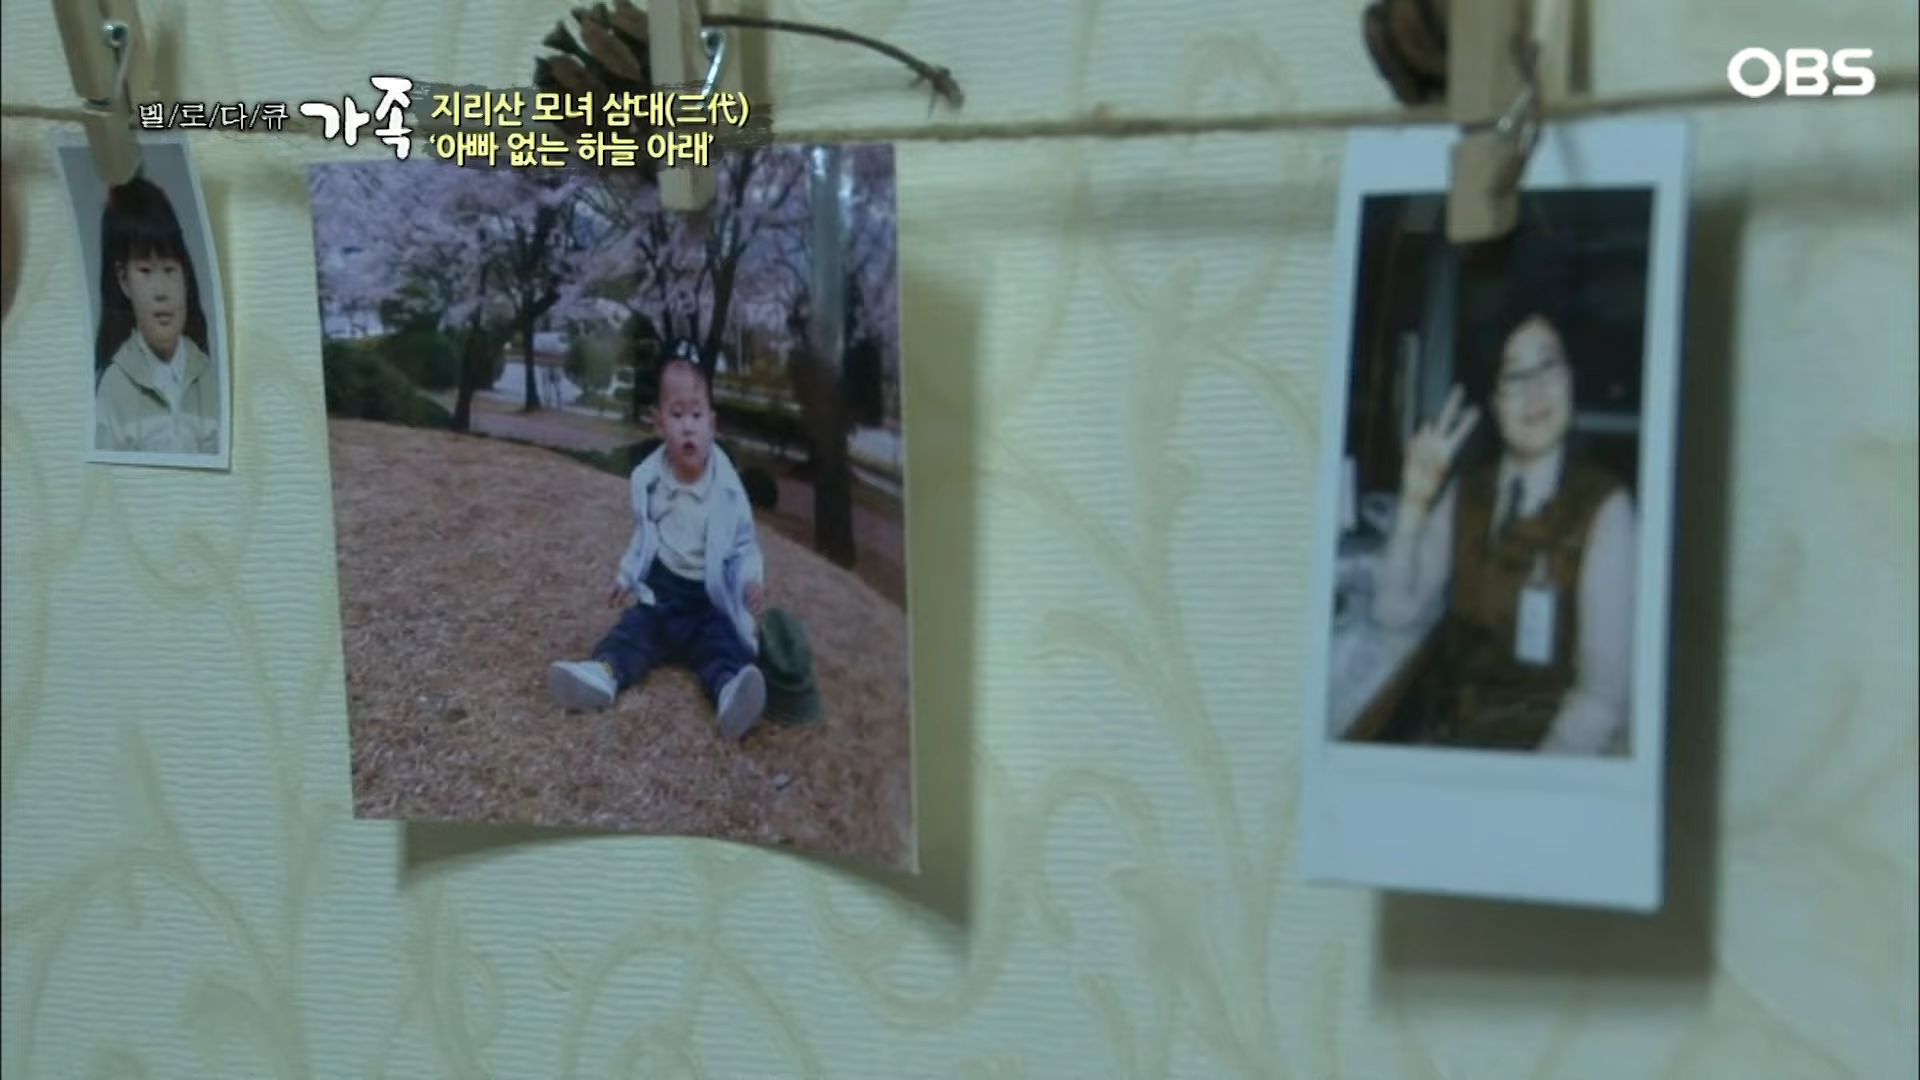 멜/로/다/큐 가족 지리산 모녀 삼대(三代)
‘아빠 없는 하늘 아래’
OBS